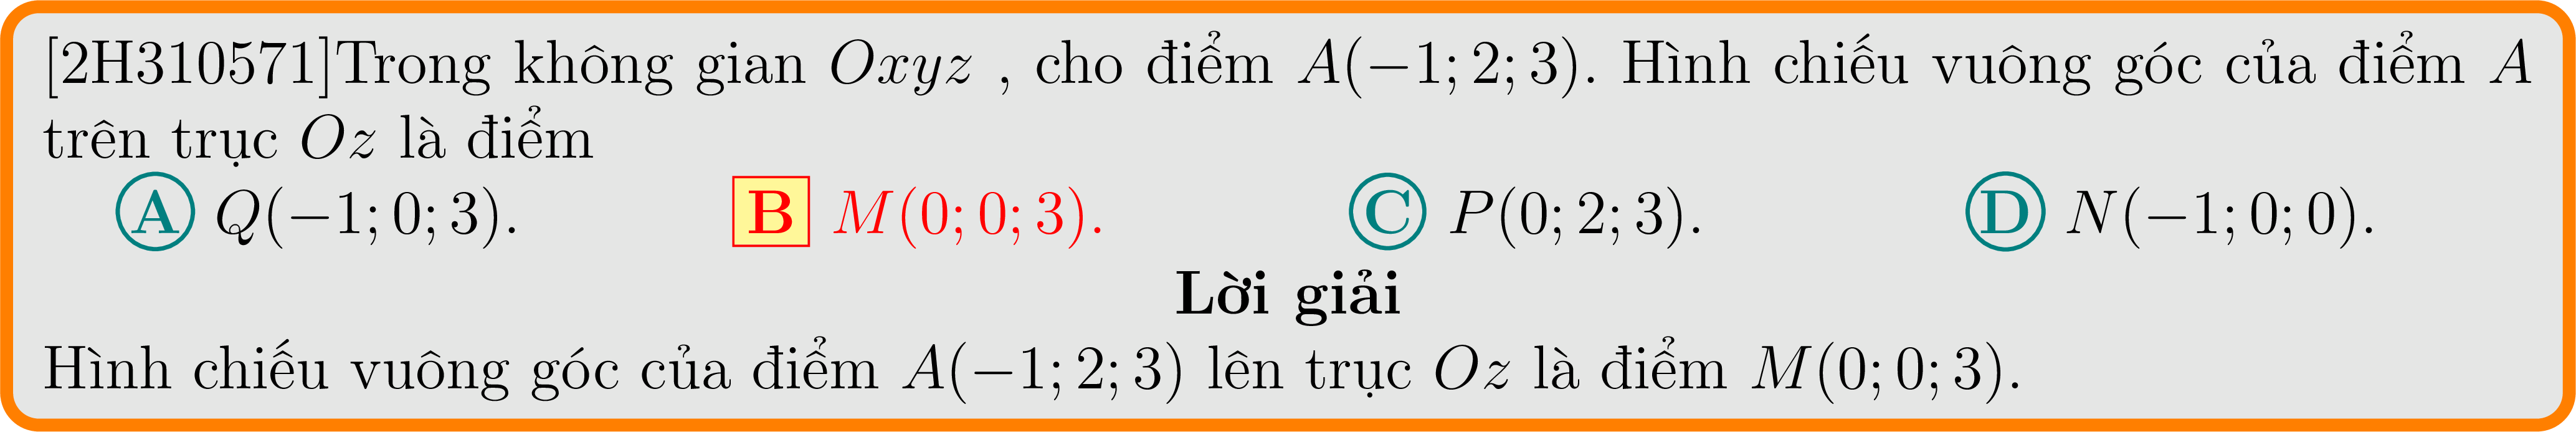 [2H310571]Trong không gian Oxyz , cho điểm A(−1; 2; 3). Hình chiếu vuông góc của điểm A
trên trục Oz là điểm
A Q(−1; 0; 3). B M(0; 0; 3). C P(0; 2; 3). D N(−1; 0; 0).
Lời giải
Hình chiếu vuông góc của điểm A(−1; 2; 3) lên trục Oz là điểm M(0; 0; 3).